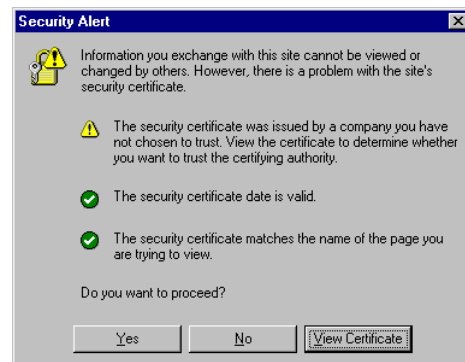 Security Alert
Information you exchange with this site cannot be viewed or
changed by others. However, there is a problem with the site's
security certificate.
The security certificate was issued by a company you have
not chosen to trust. View the certificate to determine whether
you want to trust the certifying authority.
The security certificate date is valid.
The security certificate matches the name of the page you
are trying to view.
Do you want to proceed?
Yes
No
View Certificate